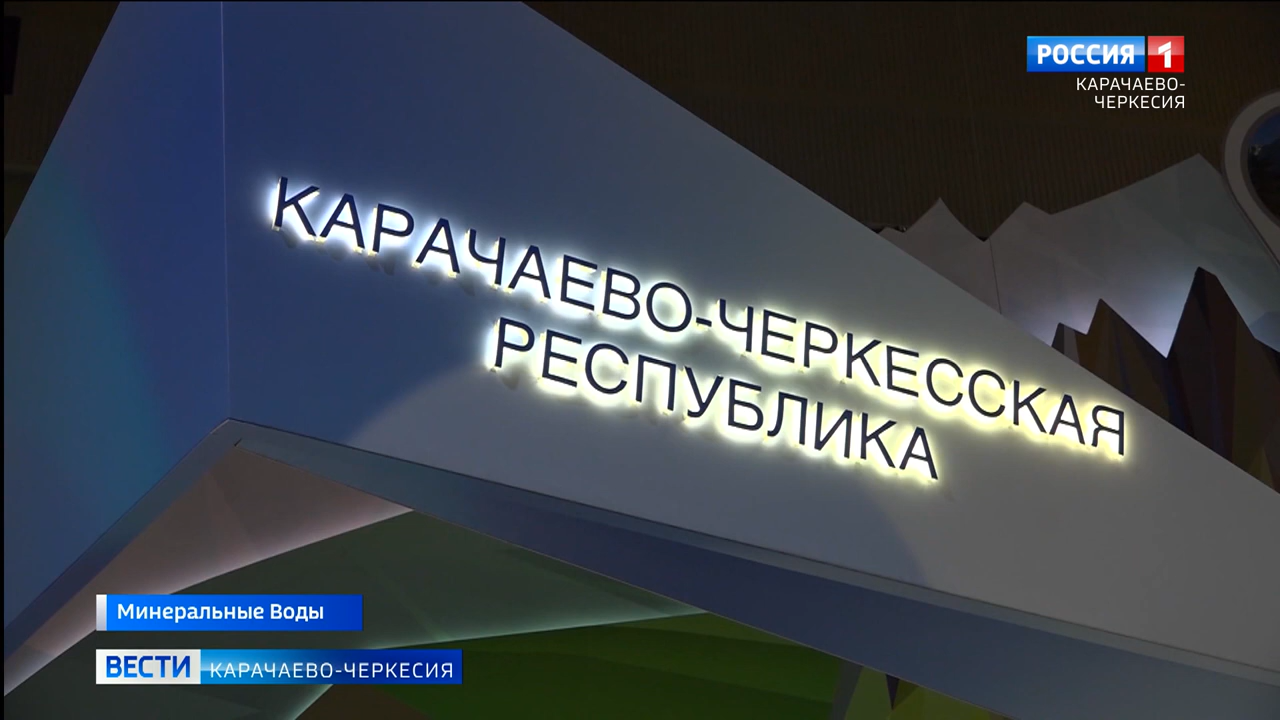 РОССИЯ 1
КАРАЧАЕВО-
ЧЕРКЕСИЯ
КАРАЧАЕВО-ЧЕРКЕССКАЯ
РЕСПУБЛИКА
Минеральные Воды
ВЕСТИ КАРАЧАЕВО-ЧЕРКЕСИЯ